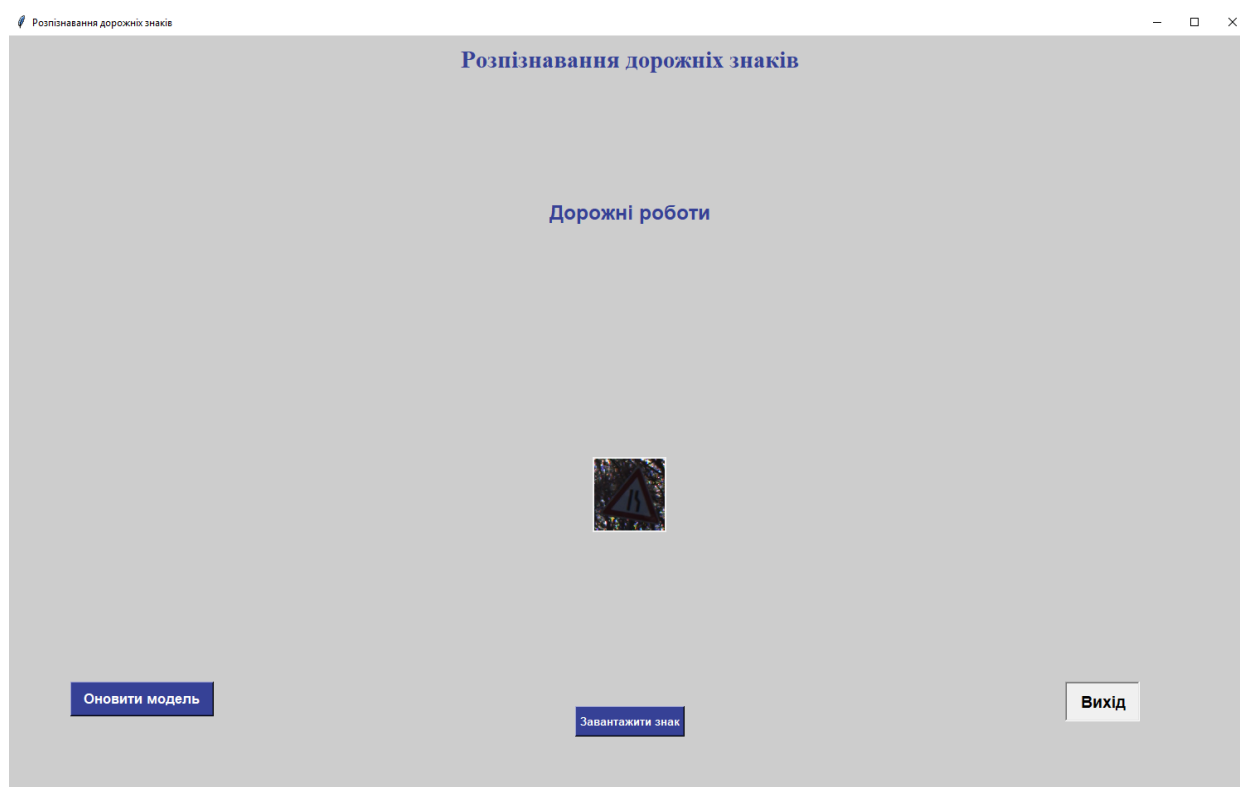 Розпізнавання дорожніх знаків
Розпізнавання дорожніх знаків
Дорожні роботи
Оновити модель
Завантажити знак
Вихід